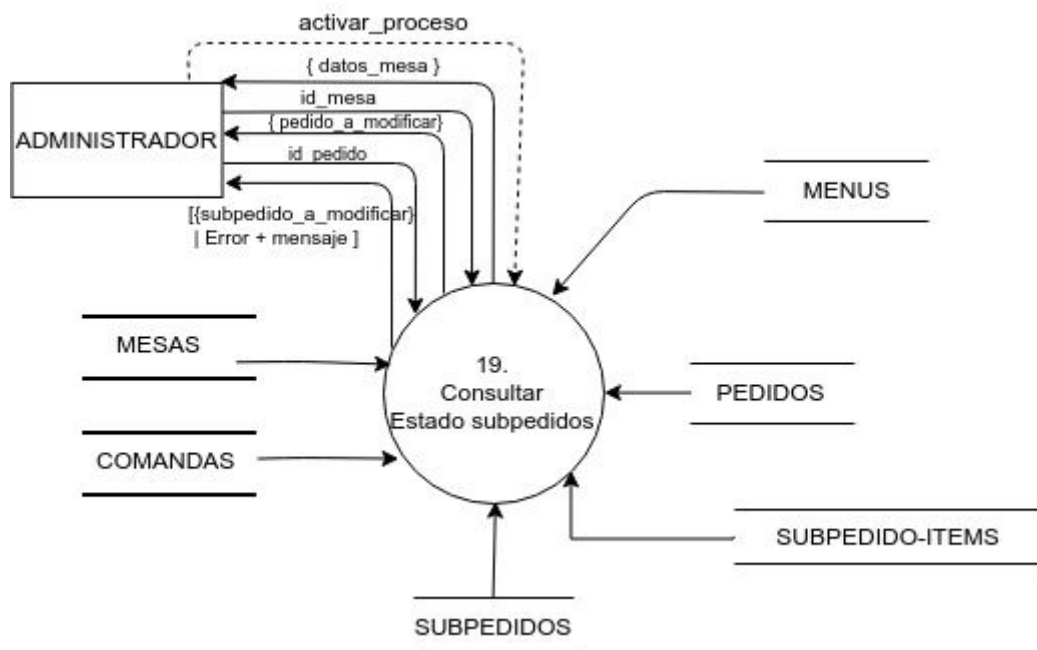 activar_proceso
{ datos_mesa }
id_mesa
{ pedido_a_modificar}
ADMINISTRADOR
id_pedido
[{subpedido_a_modificar}
| Error + mensaje ]
MENUS
MESAS
19.
Consultar
Estado subpedidos
PEDIDOS
COMANDAS
SUBPEDIDO-ITEMS
SUBPEDIDOS